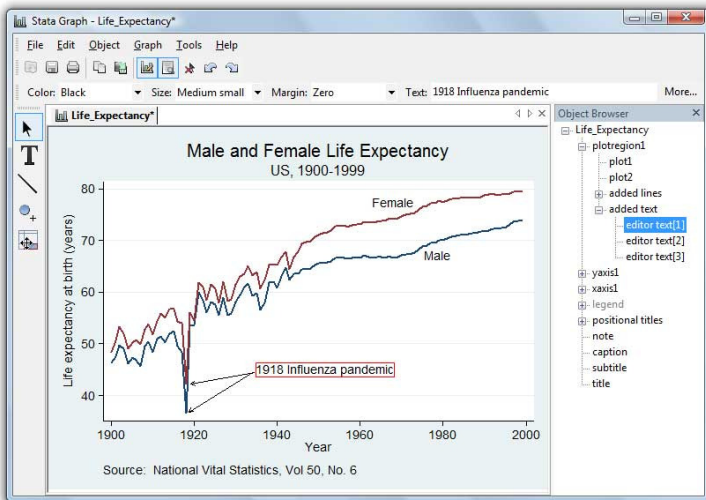 Stata Graph - Life_Expectancy*
File Edit Object Graph Tools Help
Color: Black Size: Medium small Margin: Zero Text: 1918 Influenza pandemic More...
Life_Expectancy*
Object Browser
Life_Expectancy
plotregion1
plot1
plot2
added lines
added text
editor text[1]
editor text[2]
editor text[3]
yaxis1
xaxis1
legend
positional titles
note
caption
subtitle
title
Male and Female Life Expectancy
US, 1900-1999
Life expectancy at birth (years)
80
70
60
50
40
Female
Male
1918 Influenza pandemic
1900 1920 1940 1960 1980 2000
Year
Source: National Vital Statistics, Vol 50, No. 6
T